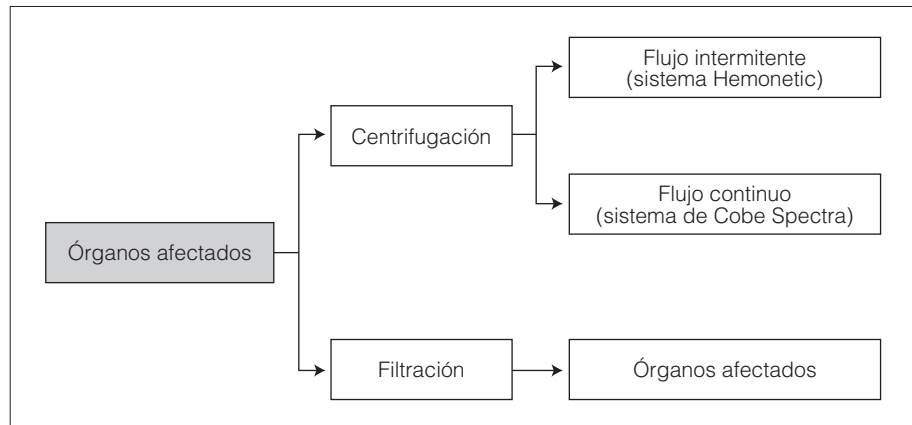 Flujo intermitente
(sistema Hemonetic)
Centrifugación
Flujo continuo
(sistema de Cobe Spectra)
Órganos afectados
Filtración
Órganos afectados